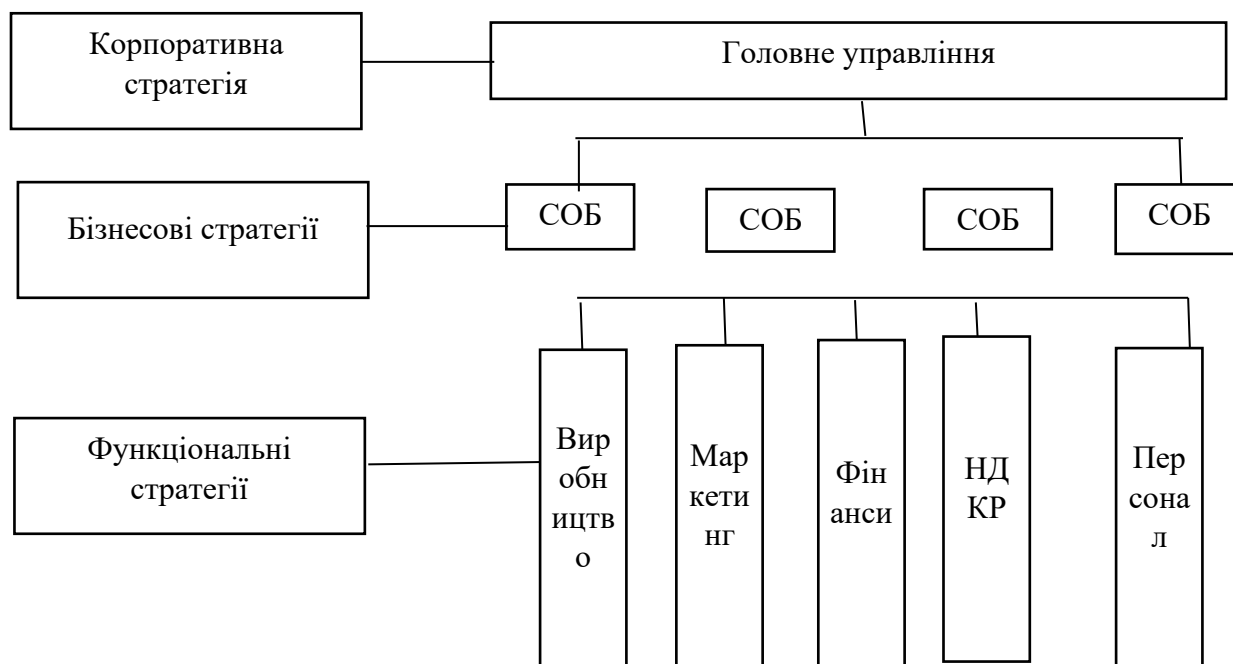 Корпоративна
стратегія
Головне управління
Бізнесові стратегії
СОБ
СОБ
СОБ
СОБ
Функціональні
стратегії
Вир
обн
ицтв
о
Мар
кети
нг
Фін
анси
НД
КР
Пер
сона
л